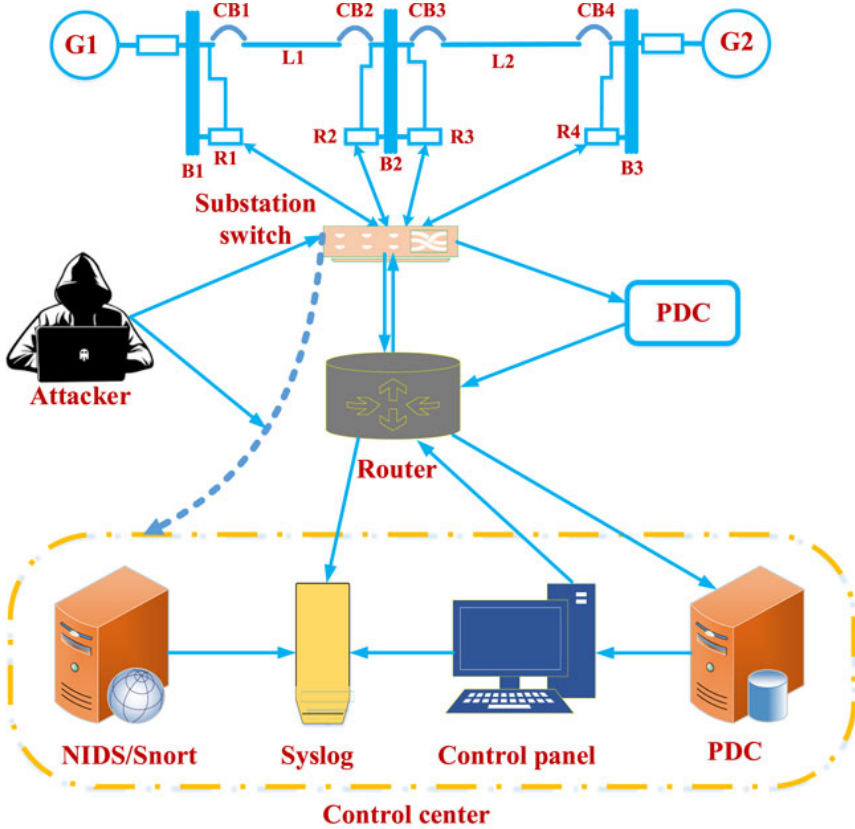 CB1
CB2
CB3
CB4
G1
G2
L1
L2
R1
R2
R3
R4
B1
B2
B3
Substation
switch
PDC
Attacker
Router
NIDS/Snort
Syslog
Control panel
PDC
Control center